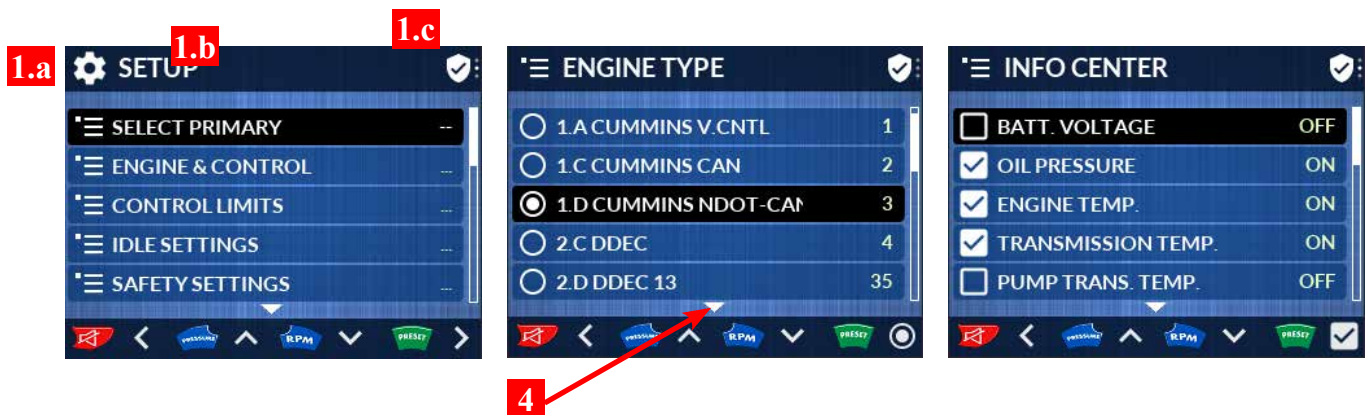 1.a
1.b
1.c
SETUP
SELECT PRIMARY --
ENGINE & CONTROL ...
CONTROL LIMITS ...
IDLE SETTINGS ...
SAFETY SETTINGS ...
PRESSURE RPM PRESET
ENGINE TYPE
1.A CUMMINS V.CNTL 1
1.C CUMMINS CAN 2
1.D CUMMINS NDOT-CAN 3
2.C DDEC 4
2.D DDEC 13 35
PRESSURE RPM PRESET
4
INFO CENTER
BATT. VOLTAGE OFF
OIL PRESSURE ON
ENGINE TEMP. ON
TRANSMISSION TEMP. ON
PUMP TRANS. TEMP. OFF
PRESSURE RPM PRESET